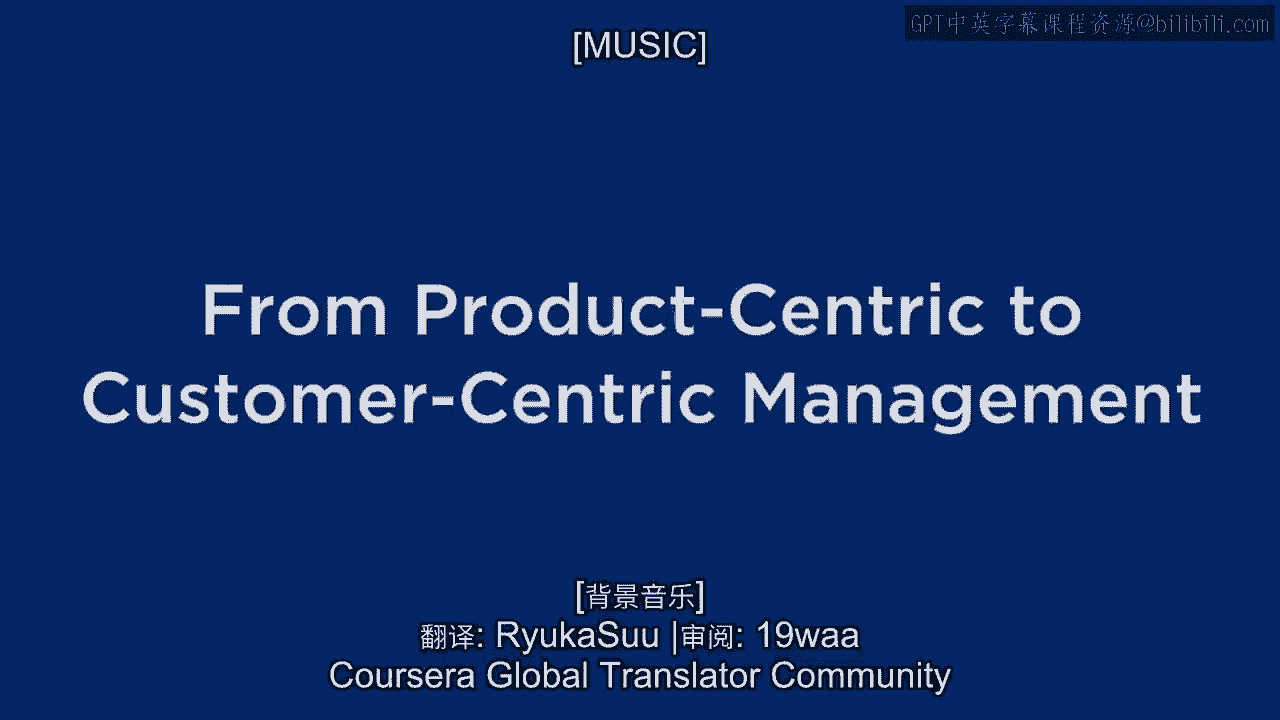 GPT中英字幕课程资源@bilibili.com
[MUSIC]
From Product-Centric to
Customer-Centric Management
[背景音乐]
翻译: RyukaSuu |审阅: 19waa
Coursera Global Translator Community